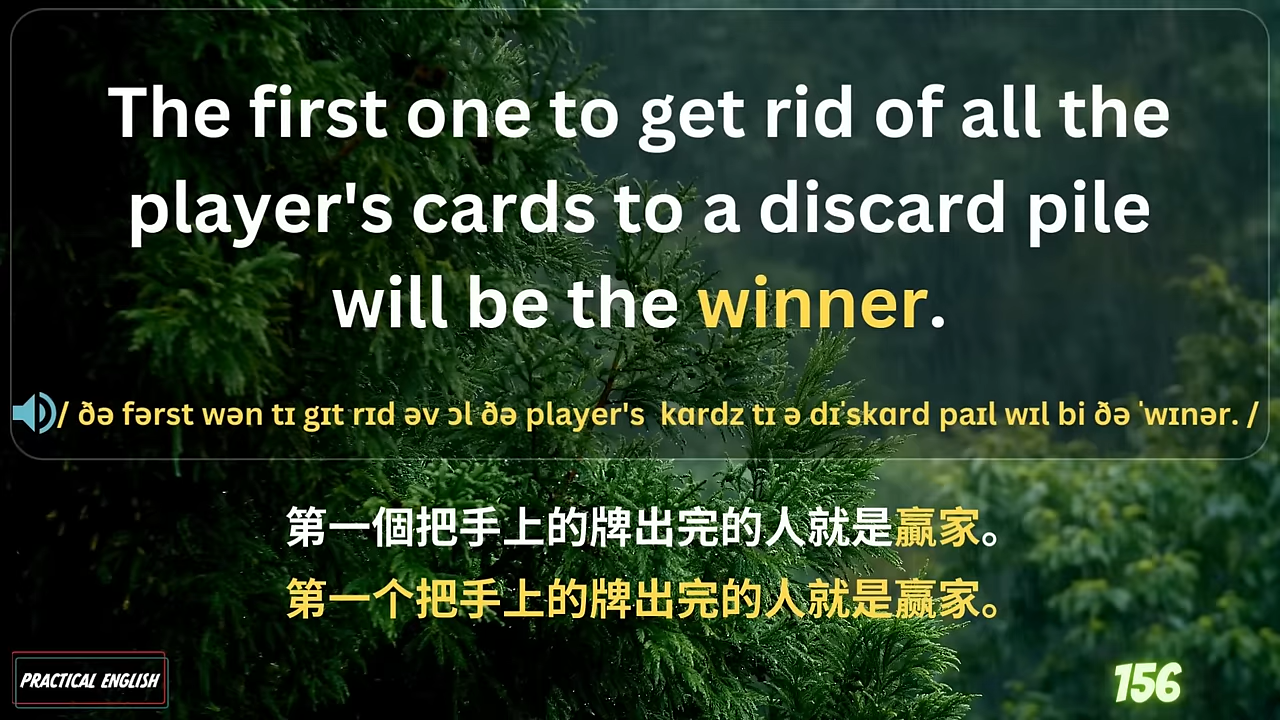 The first one to get rid of all the
player's cards to a discard pile
will be the winner.
/ ðə fərst wən tɪ gɪt rɪd əv ɔl ðə player's kɑrdz tɪ ə dɪˈskɑrd paɪl wɪl bi ðə ˈwɪnər. /
第一個把手上的牌出完的人就是贏家。
第一个把手上的牌出完的人就是赢家。
PRACTICAL ENGLISH
156